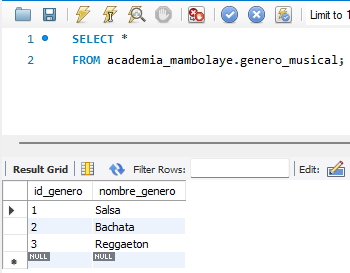 Limit to 1
1 SELECT *
2 FROM academia_mambolaye.genero_musical;
Result Grid Filter Rows: Edit:
id_genero nombre_genero
1 Salsa
2 Bachata
3 Reggaeton
NULL NULL